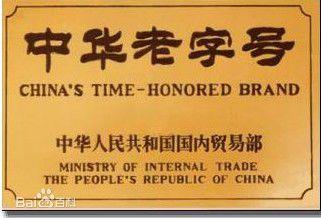 中华老字号
CHINA'S TIME-HONORED BRAND
中华人民共和国国内贸易部
MINISTRY OF INTERNAL TRADE
THE PEOPLE'S REPUBLIC OF CHINA
Bai百科